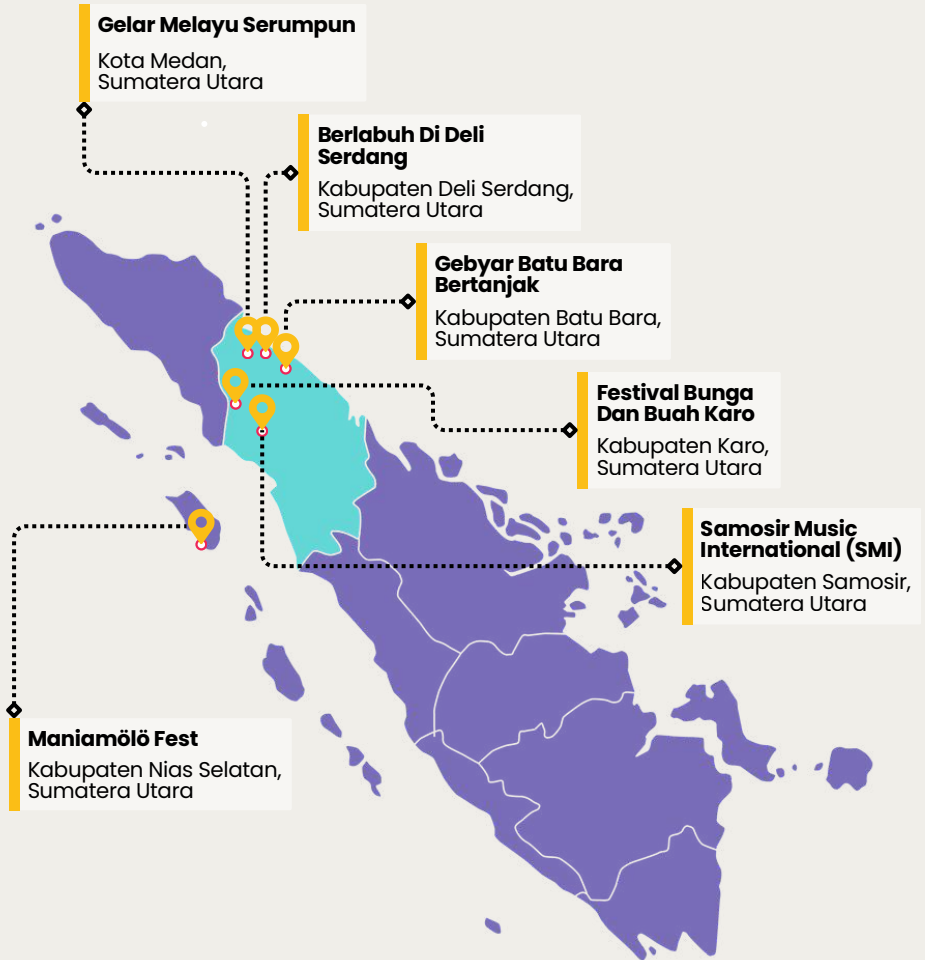 Gelar Melayu Serumpun
Kota Medan,
Sumatera Utara
Berlabuh Di Deli
Serdang
Kabupaten Deli Serdang,
Sumatera Utara
Gebyar Batu Bara
Bertanjak
Kabupaten Batu Bara,
Sumatera Utara
Festival Bunga
Dan Buah Karo
Kabupaten Karo,
Sumatera Utara
Samosir Music
International (SMI)
Kabupaten Samosir,
Sumatera Utara
Maniamölö Fest
Kabupaten Nias Selatan,
Sumatera Utara